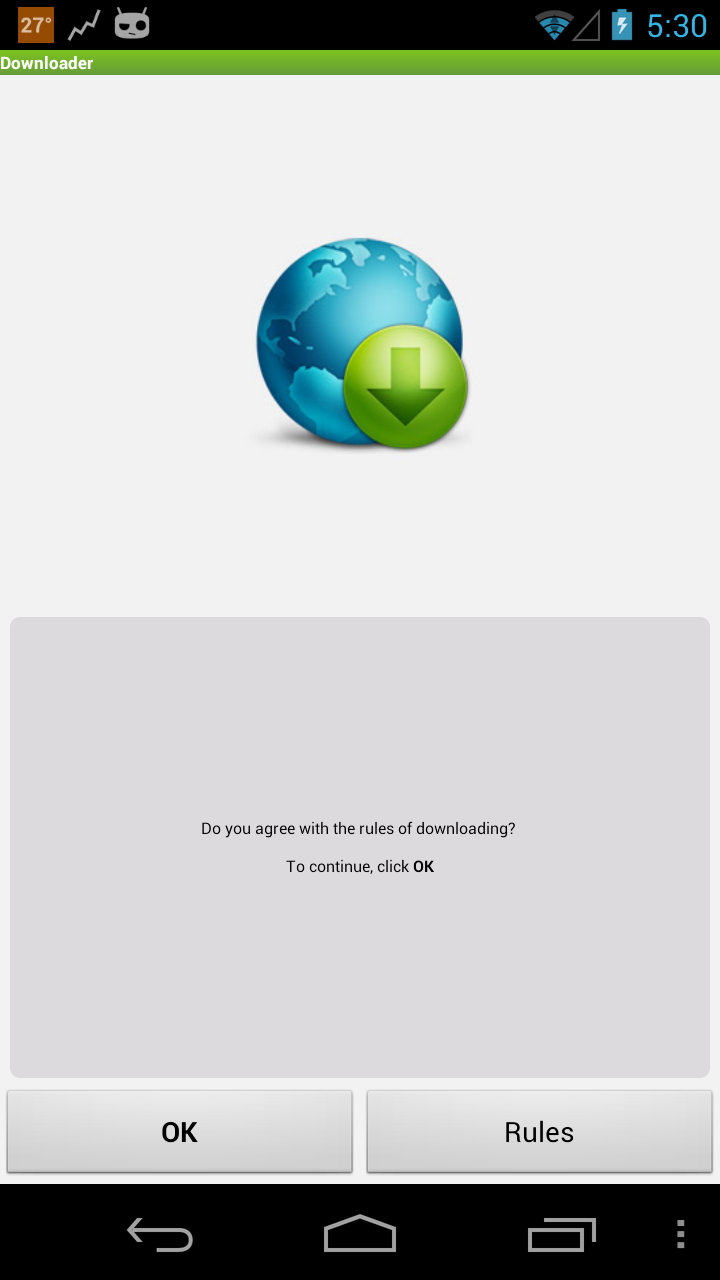 27°
5:30
Downloader
Do you agree with the rules of downloading?
To continue, click OK
OK
Rules